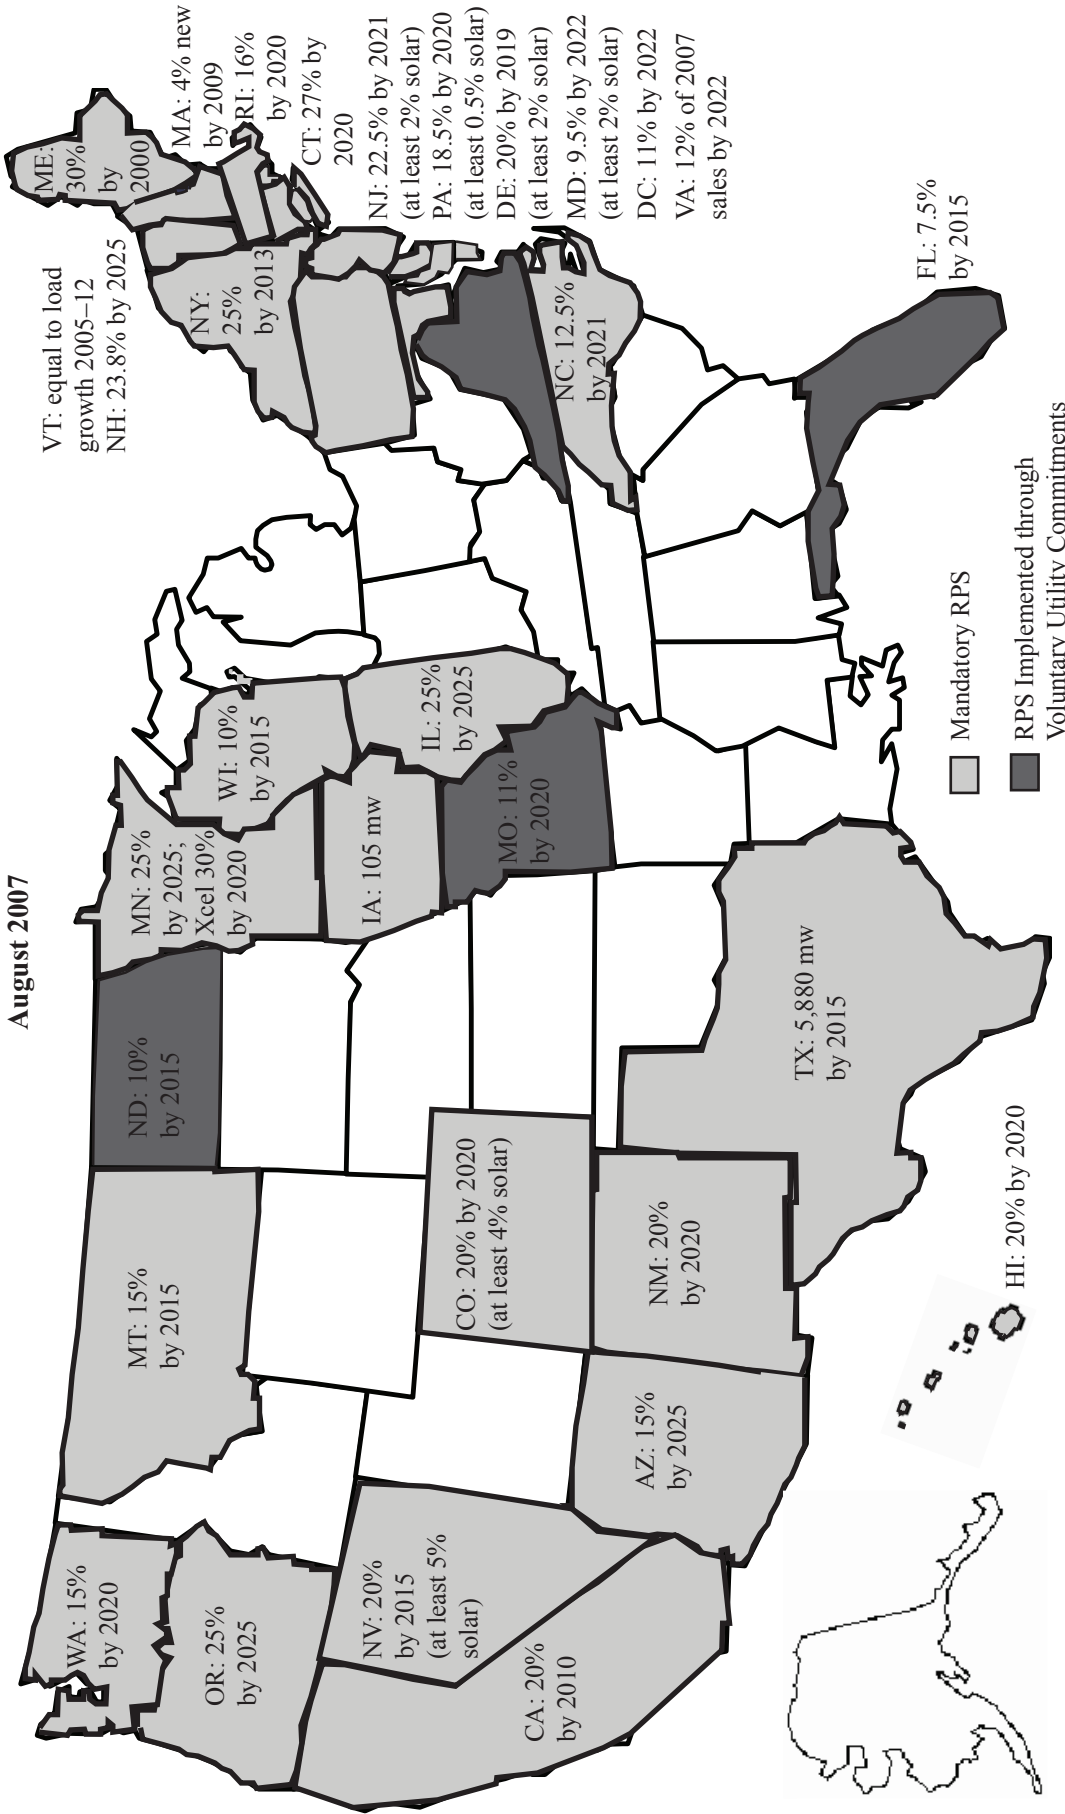 August 2007
WA: 15%
by 2020
OR: 25%
by 2025
CA: 20%
by 2010
NV: 20%
by 2015
(at least 5%
solar)
MT: 15%
by 2015
AZ: 15%
by 2025
CO: 20% by 2020
(at least 4% solar)
NM: 20%
by 2020
ND: 10%
by 2015
TX: 5,880 mw
by 2015
MN: 25%
by 2025;
Xcel 30%
by 2020
IA: 105 mw
MO: 11%
by 2020
WI: 10%
by 2015
IL: 25%
by 2025
VT: equal to load
growth 2005–12
NH: 23.8% by 2025
ME:
30%
by
2000
NY:
25%
by 2013
MA: 4% new
by 2009
RI: 16%
by 2020
CT: 27% by
2020
NJ: 22.5% by 2021
(at least 2% solar)
PA: 18.5% by 2020
(at least 0.5% solar)
DE: 20% by 2019
(at least 2% solar)
MD: 9.5% by 2022
(at least 2% solar)
DC: 11% by 2022
VA: 12% of 2007
sales by 2022
NC: 12.5%
by 2021
FL: 7.5%
by 2015
HI: 20% by 2020
Mandatory RPS
RPS Implemented through
Voluntary Utility Commitments